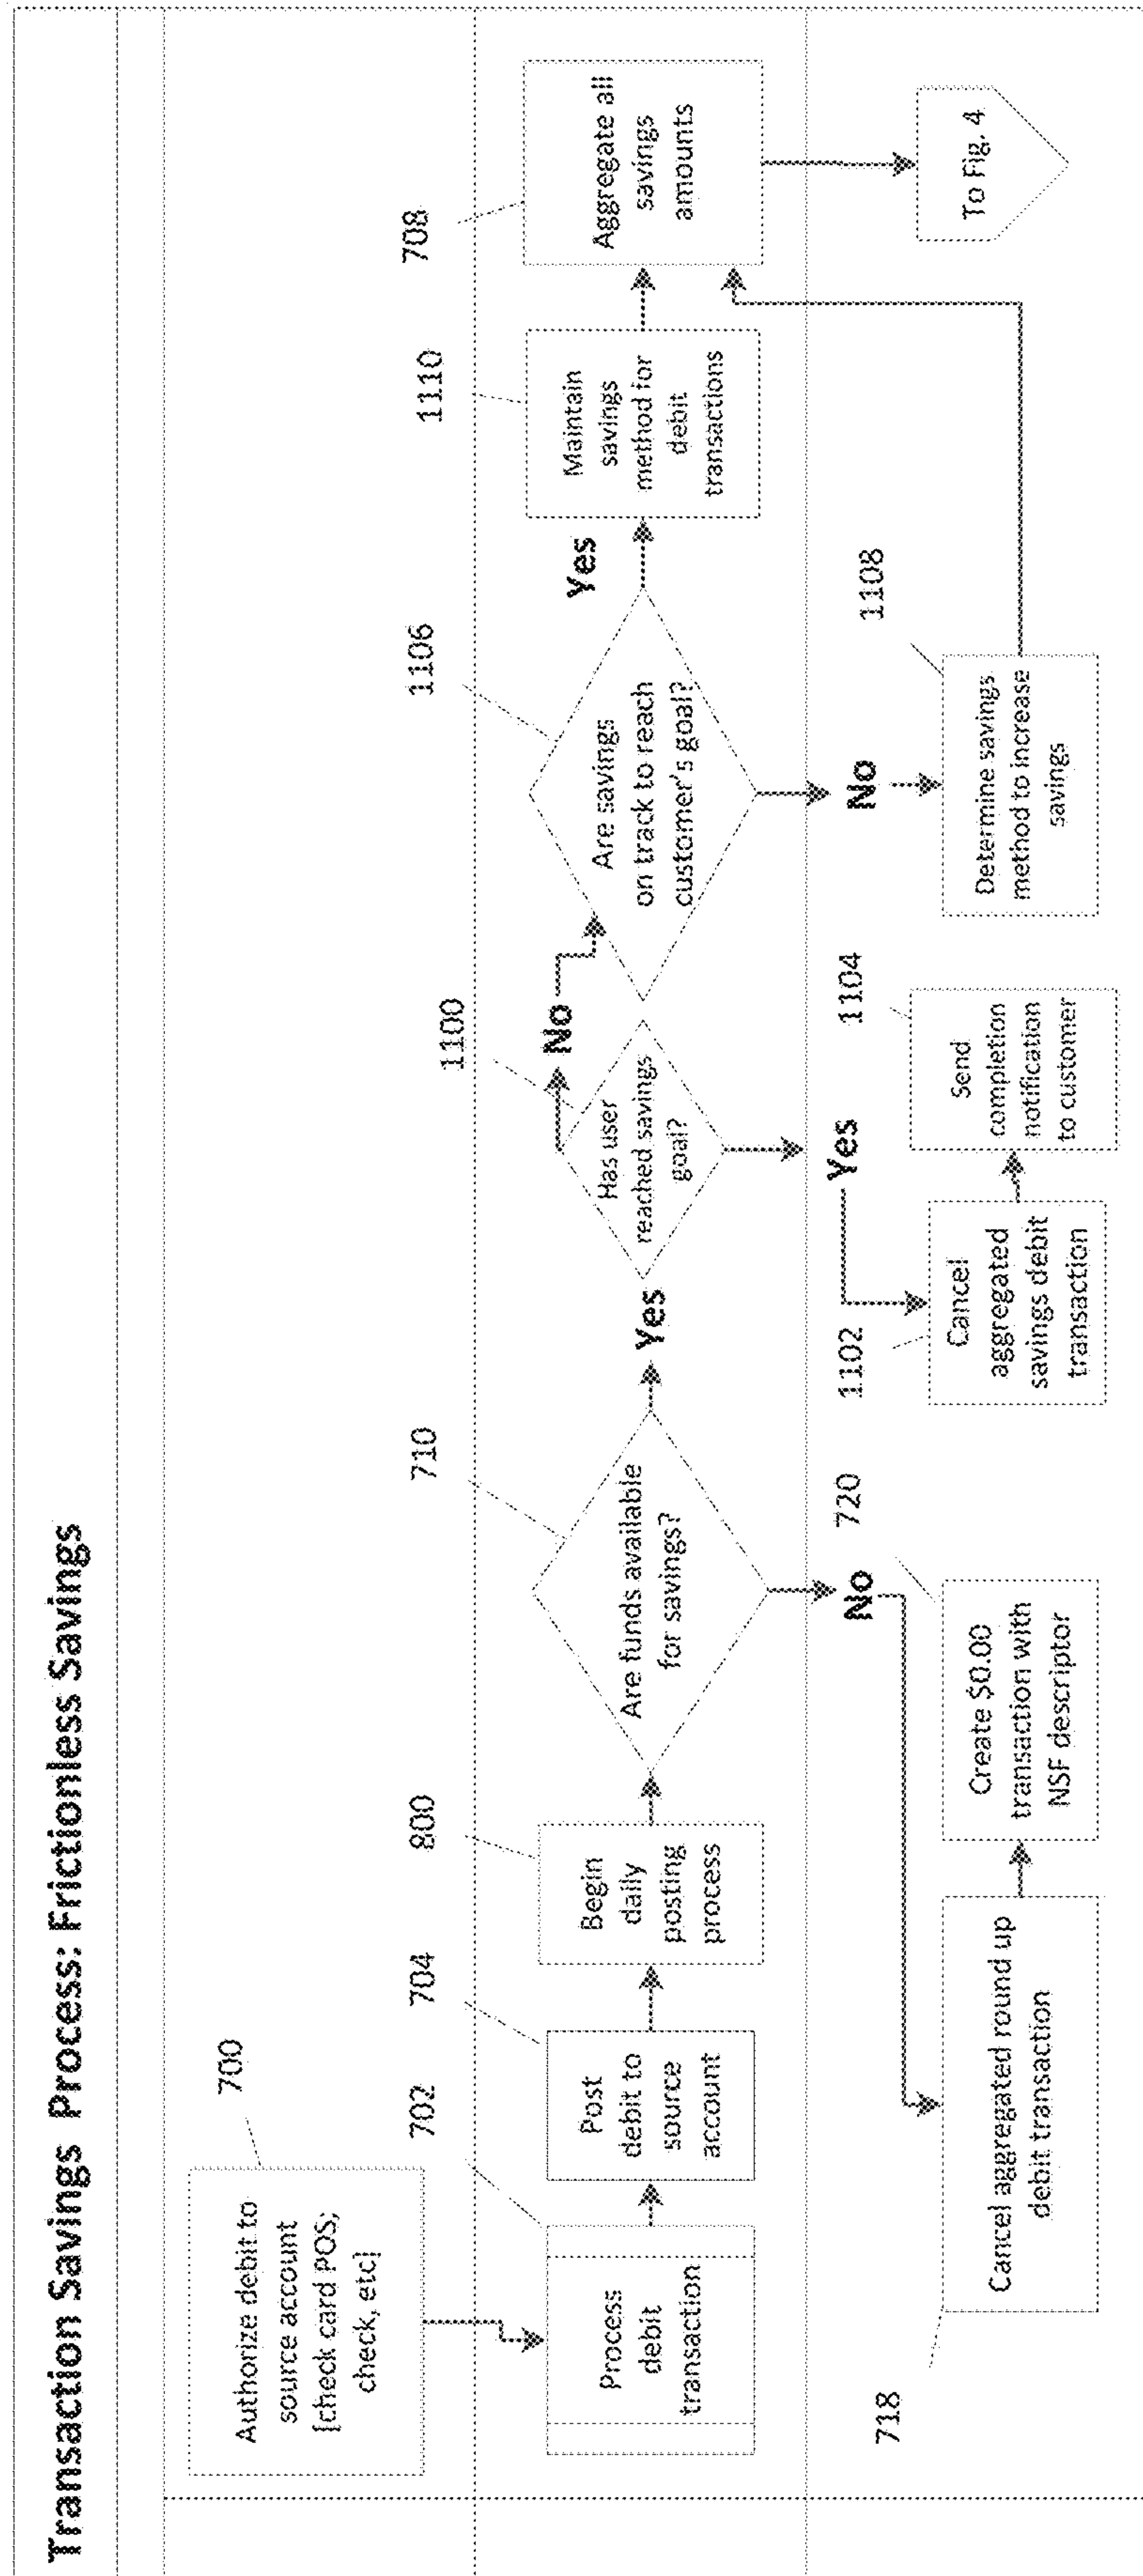 Transaction Savings Process: Frictionless Savings
700
Authorize debit to
source account
[check card POS;
check, etc]
702
Process
debit
transaction
704
Post
debit to
source
account
800
Begin
daily
posting
process
710
Are funds available
for savings?
Yes
No
718
Cancel aggregated round up
debit transaction
720
Create $0.00
transaction with
NSF descriptor
1100
Has user
reached savings
goal?
No
Yes
1102
Cancel
aggregated
savings debit
transaction
1104
Send
completion
notification
to customer
1106
Are savings
on track to reach
customer's goal?
Yes
No
1108
Determine savings
method to increase
savings
1110
Maintain
savings
method for
debit
transactions
708
Aggregate all
savings
amounts
To Fig. 4